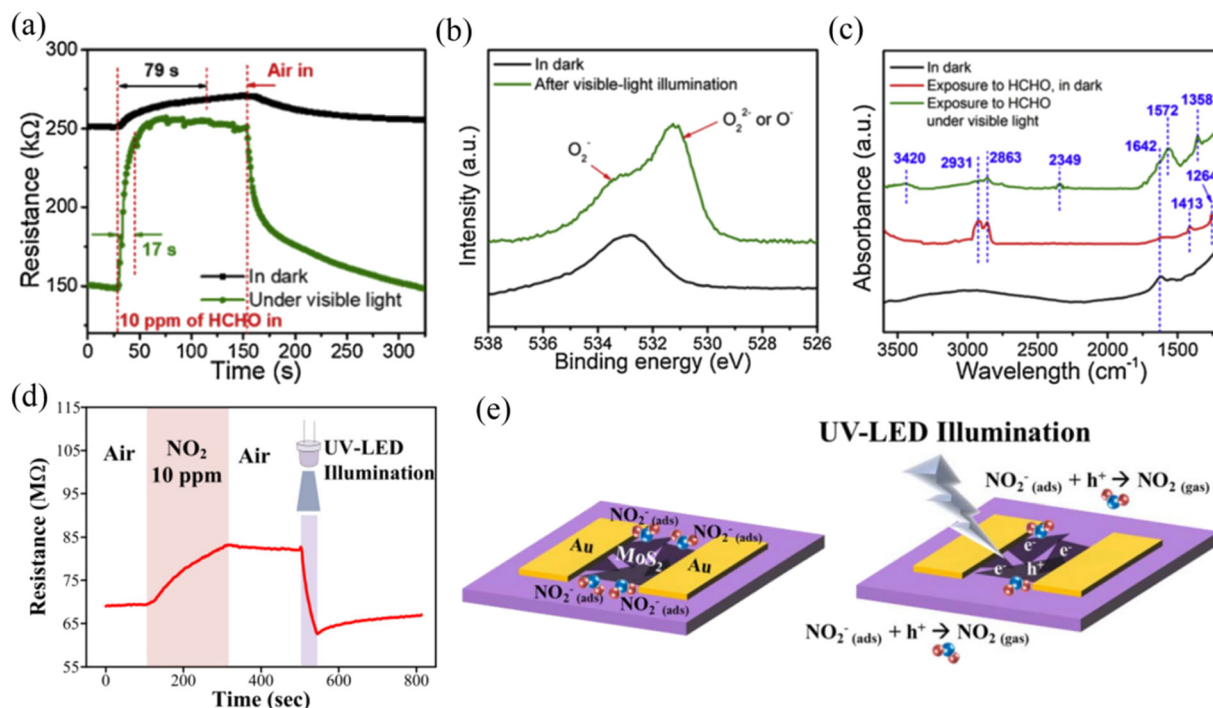 (a)
300
250
200
150
Resistance (kΩ)
79 s
Air in
17 s
In dark
Under visible light
10 ppm of HCHO in
0 50 100 150 200 250 300
Time (s)
(b)
In dark
After visible-light illumination
O₂⁻
O₂²⁻ or O⁻
Intensity (a.u.)
538 536 534 532 530 528 526
Binding energy (eV)
(c)
In dark
Exposure to HCHO, in dark
Exposure to HCHO
under visible light
1358
1572
1642
3420
2931
2863
2349
1264
1413
Absorbance (a.u.)
3500 3000 2500 2000 1500
Wavelength (cm⁻¹)
(d)
115
105
95
85
75
65
55
Resistance (MΩ)
Air
NO₂
10 ppm
Air
UV-LED
Illumination
0 200 400 600 800
Time (sec)
(e)
UV-LED Illumination
NO₂⁻ (ads) + h⁺ → NO₂ (gas)
NO₂⁻ (ads)
NO₂⁻ (ads)
Au
MoS₂
Au
NO₂⁻ (ads)
NO₂⁻ (ads)
e⁻
e⁻
e⁻
h⁺
NO₂⁻ (ads) + h⁺ → NO₂ (gas)